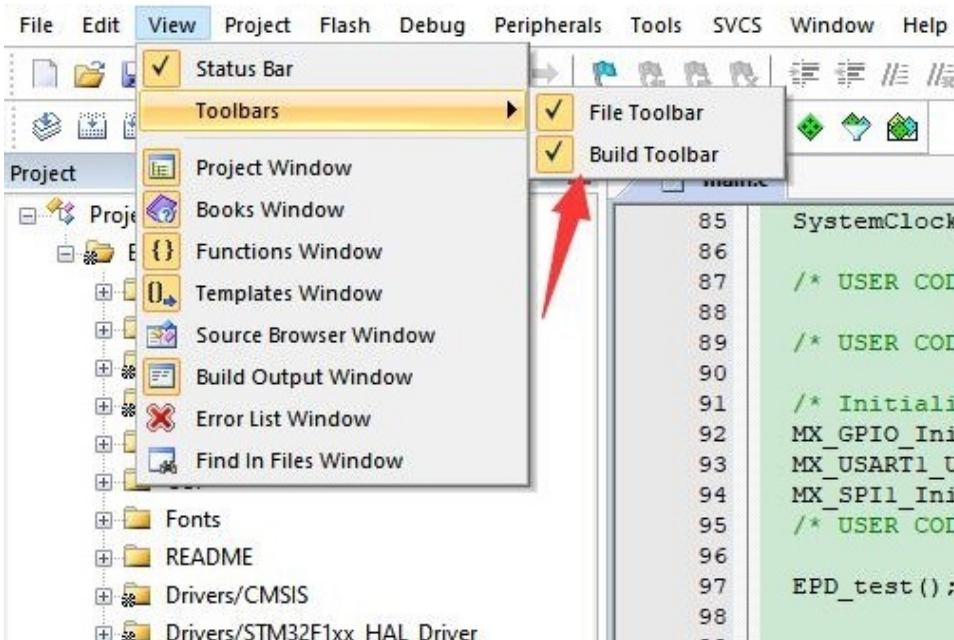 File Edit View Project Flash Debug Peripherals Tools SVCS Window Help
Status Bar
Toolbars
File Toolbar
Build Toolbar
Project
Project Window
Books Window
Functions Window
Templates Window
Source Browser Window
Build Output Window
Error List Window
Find In Files Window
Fonts
README
Drivers/CMSIS
Drivers/STM32F1xx_HAL_Driver
main.c
85 SystemClock
86
87 /* USER COD
88
89 /* USER COD
90
91 /* Initiali
92 MX_GPIO_Ini
93 MX_USART1_U
94 MX_SPI1_Ini
95 /* USER COD
96
97 EPD_test();
98